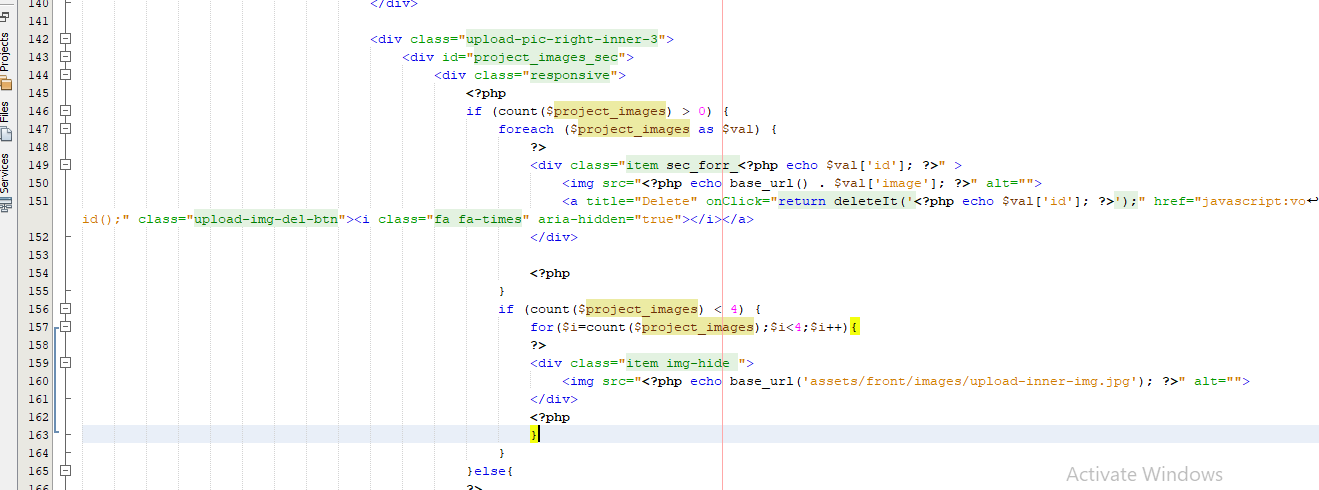 140 </div>
141
142 <div class="upload-pic-right-inner-3">
143 <div id="project_images_sec">
144 <div class="responsive">
145 <?php
146 if (count($project_images) > 0) {
147 foreach ($project_images as $val) {
148 ?>
149 <div class="item sec_forr_<?php echo $val['id']; ?>" >
150 <img src="<?php echo base_url() . $val['image']; ?>" alt="">
151 <a title="Delete" onClick="return deleteIt('<?php echo $val['id']; ?>');" href="javascript:vo↩
id();" class="upload-img-del-btn"><i class="fa fa-times" aria-hidden="true"></i></a>
152 </div>
153
154 <?php
155 }
156 if (count($project_images) < 4) {
157 for($i=count($project_images);$i<4;$i++){
158 ?>
159 <div class="item img-hide ">
160 <img src="<?php echo base_url('assets/front/images/upload-inner-img.jpg'); ?>" alt="">
161 </div>
162 <?php
163 }
164 }
165 }else{
166 ?>
Projects
Files
Services
Activate Windows